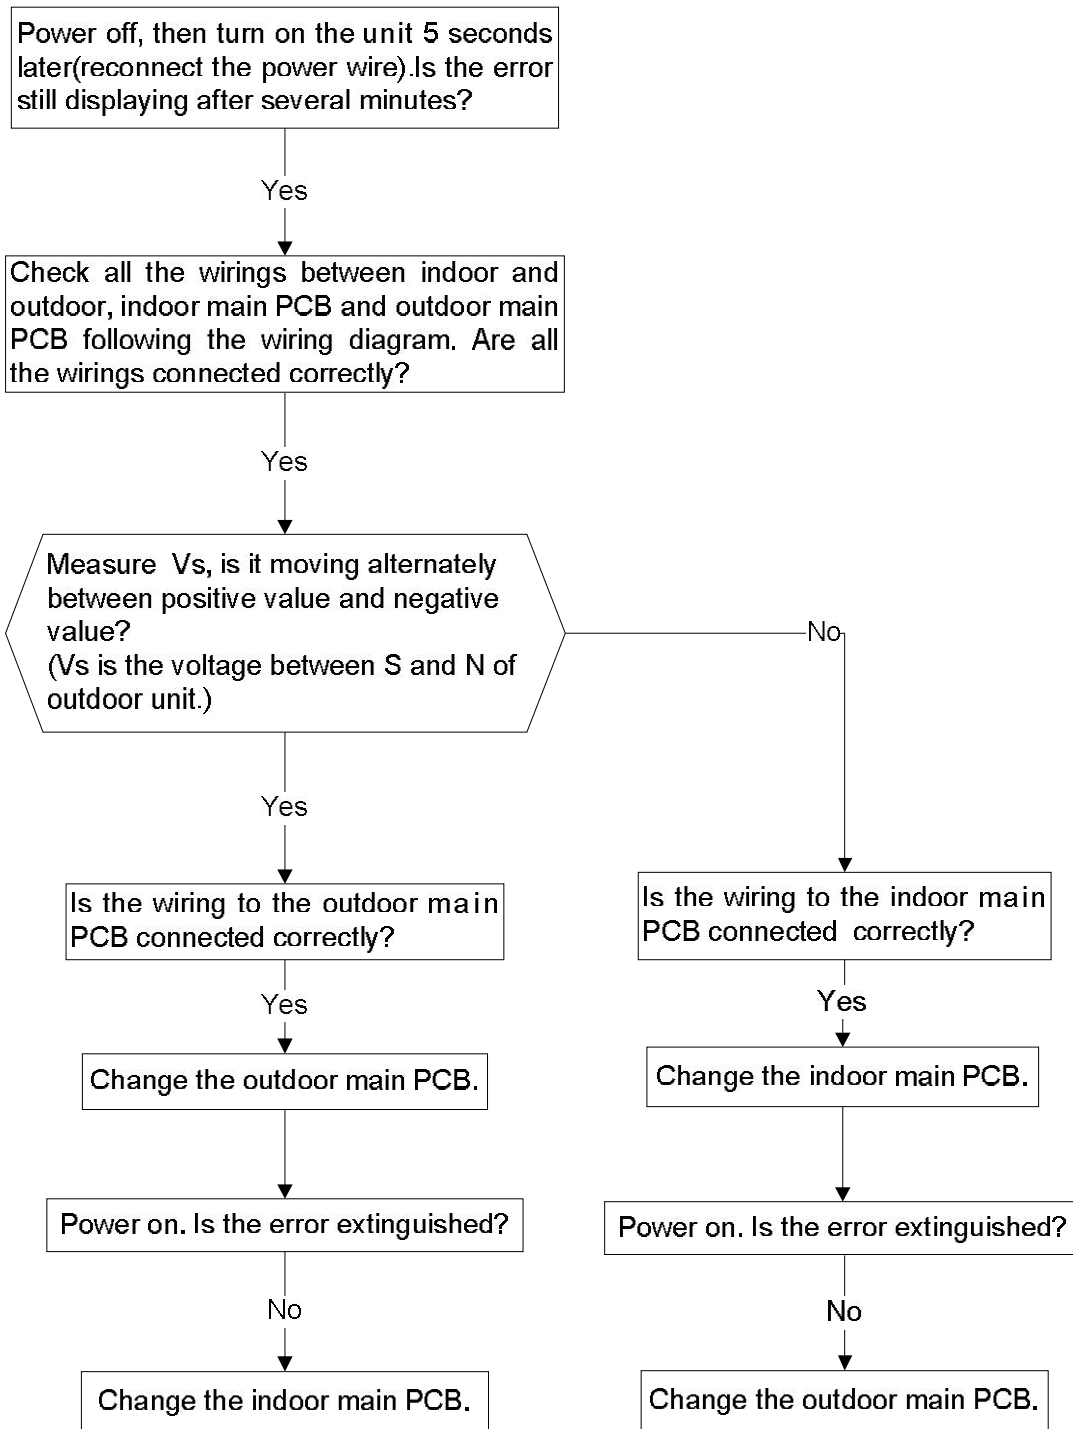 Power off, then turn on the unit 5 seconds
later(reconnect the power wire).Is the error
still displaying after several minutes?
Yes
Check all the wirings between indoor and
outdoor, indoor main PCB and outdoor main
PCB following the wiring diagram. Are all
the wirings connected correctly?
Yes
Measure Vs, is it moving alternately
between positive value and negative
value?
(Vs is the voltage between S and N of
outdoor unit.)
No
Yes
Is the wiring to the outdoor main
PCB connected correctly?
Yes
Change the outdoor main PCB.
Power on. Is the error extinguished?
No
Change the indoor main PCB.
Is the wiring to the indoor main
PCB connected correctly?
Yes
Change the indoor main PCB.
Power on. Is the error extinguished?
No
Change the outdoor main PCB.